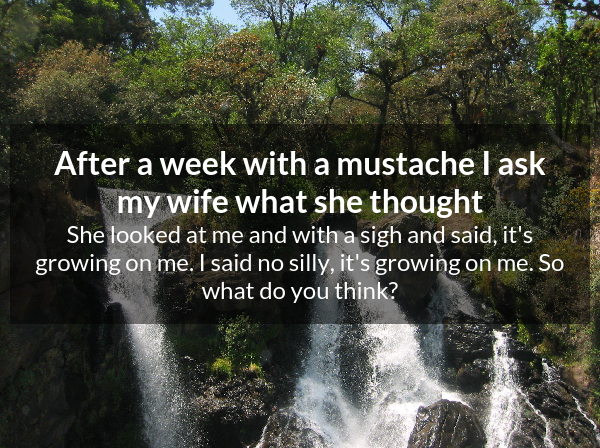 After a week with a mustache I ask
my wife what she thought
She looked at me and with a sigh and said, it's
growing on me. I said no silly, it's growing on me. So
what do you think?